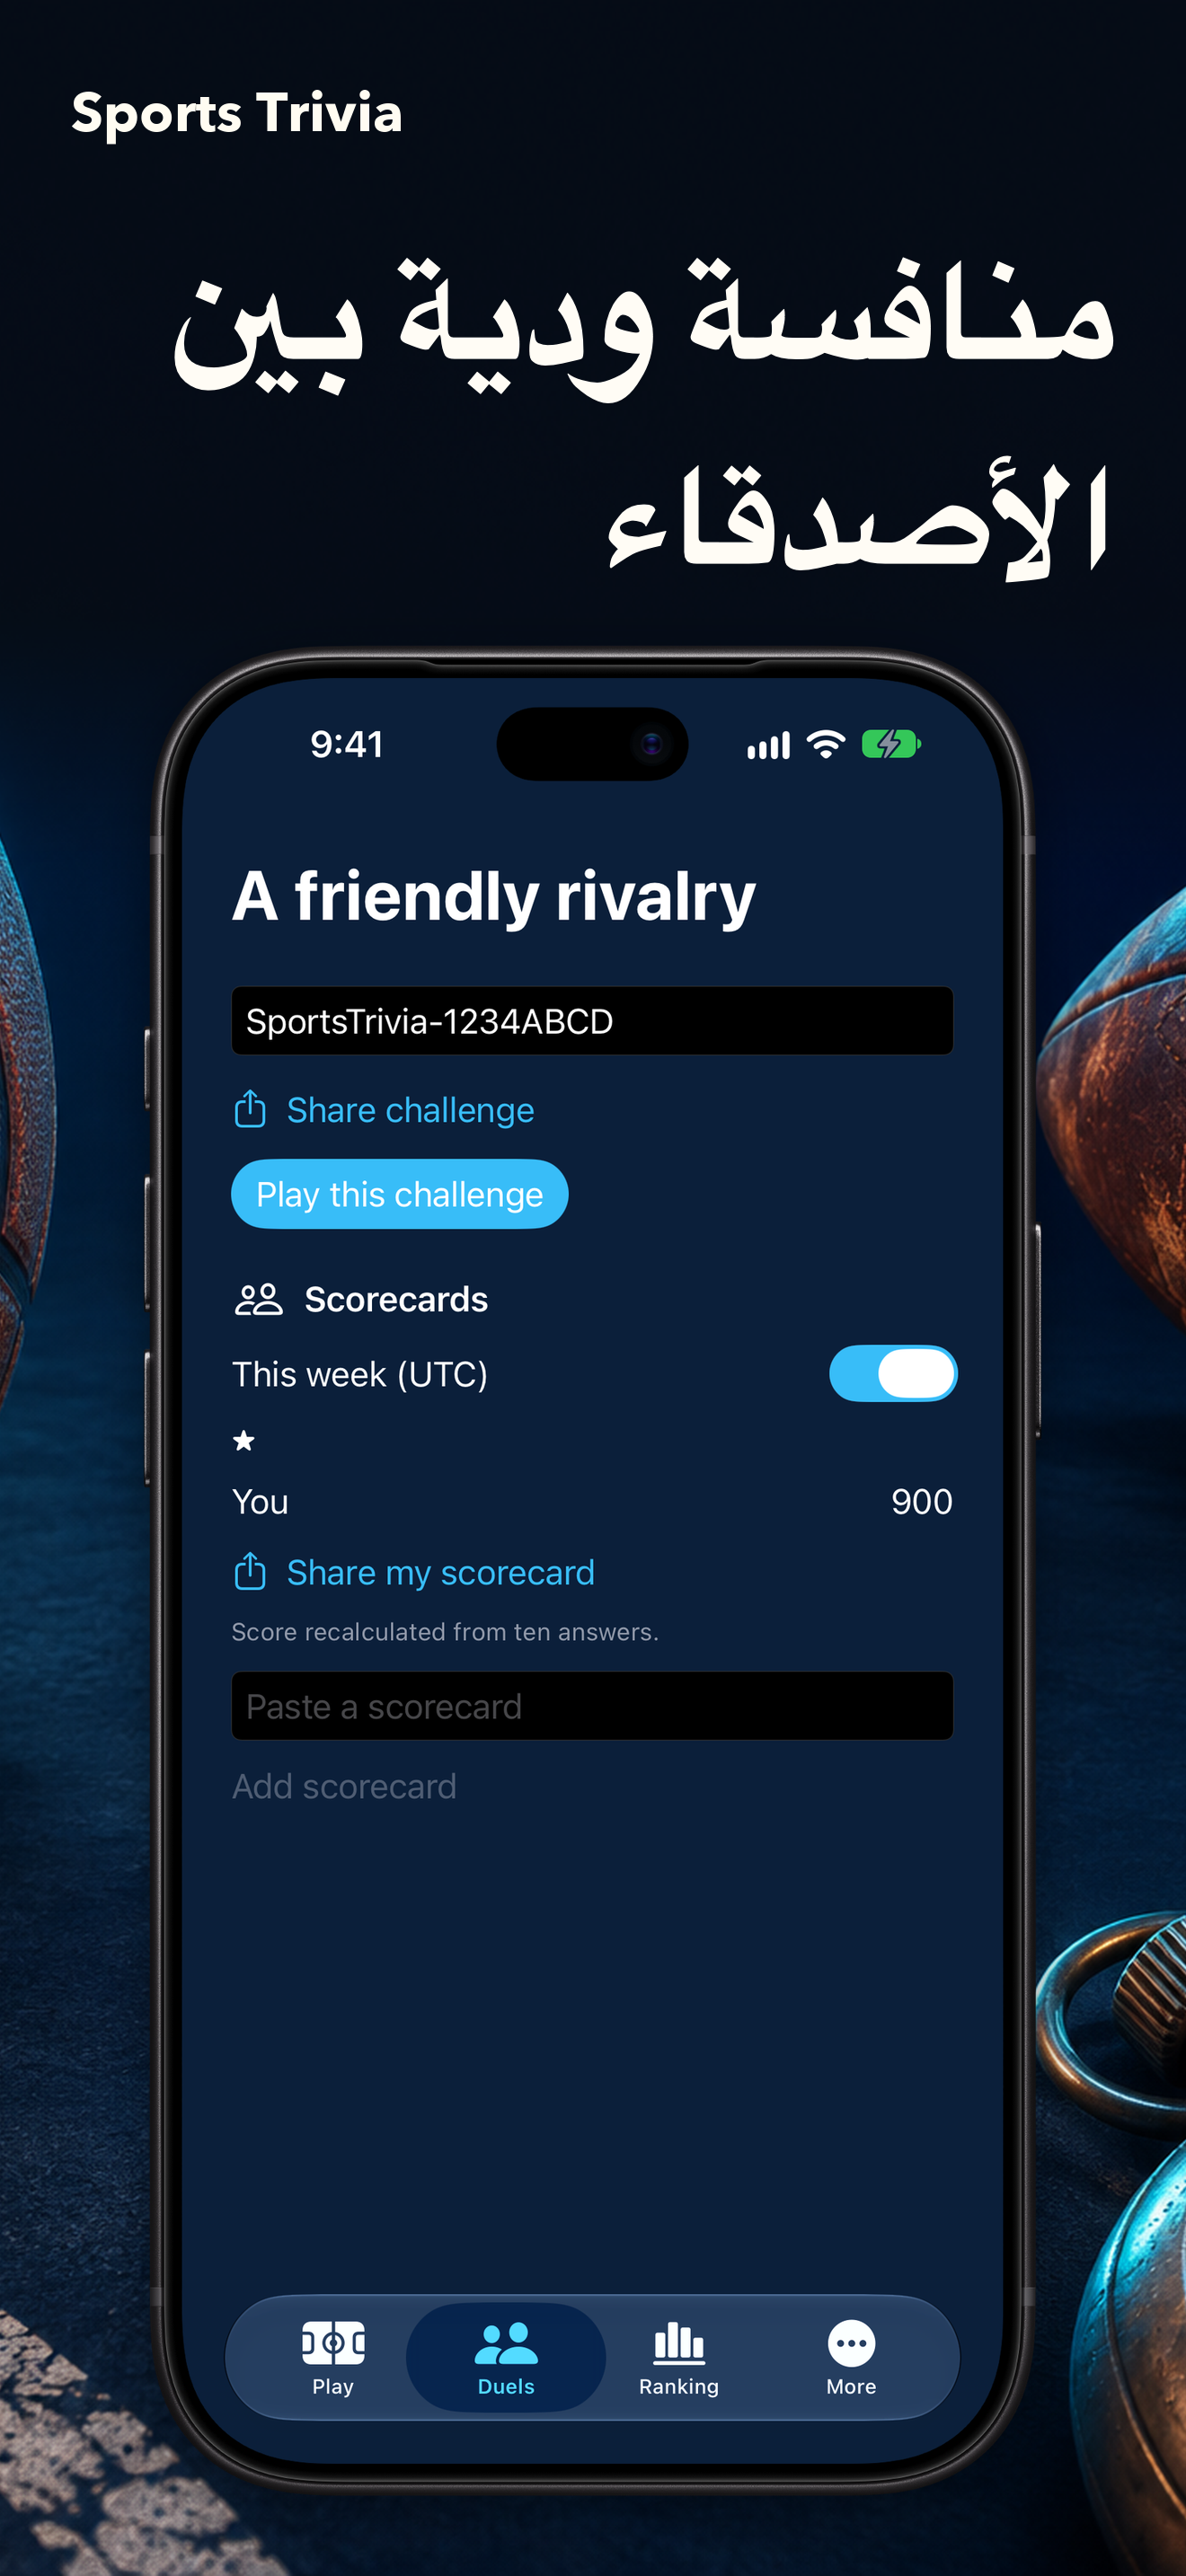 Sports Trivia
منافسة ودية بين
الأصدقاء
9:41
A friendly rivalry
SportsTrivia-1234ABCD
Share challenge
Play this challenge
Scorecards
This week (UTC)
You 900
Share my scorecard
Score recalculated from ten answers.
Paste a scorecard
Add scorecard
Play Duels Ranking More